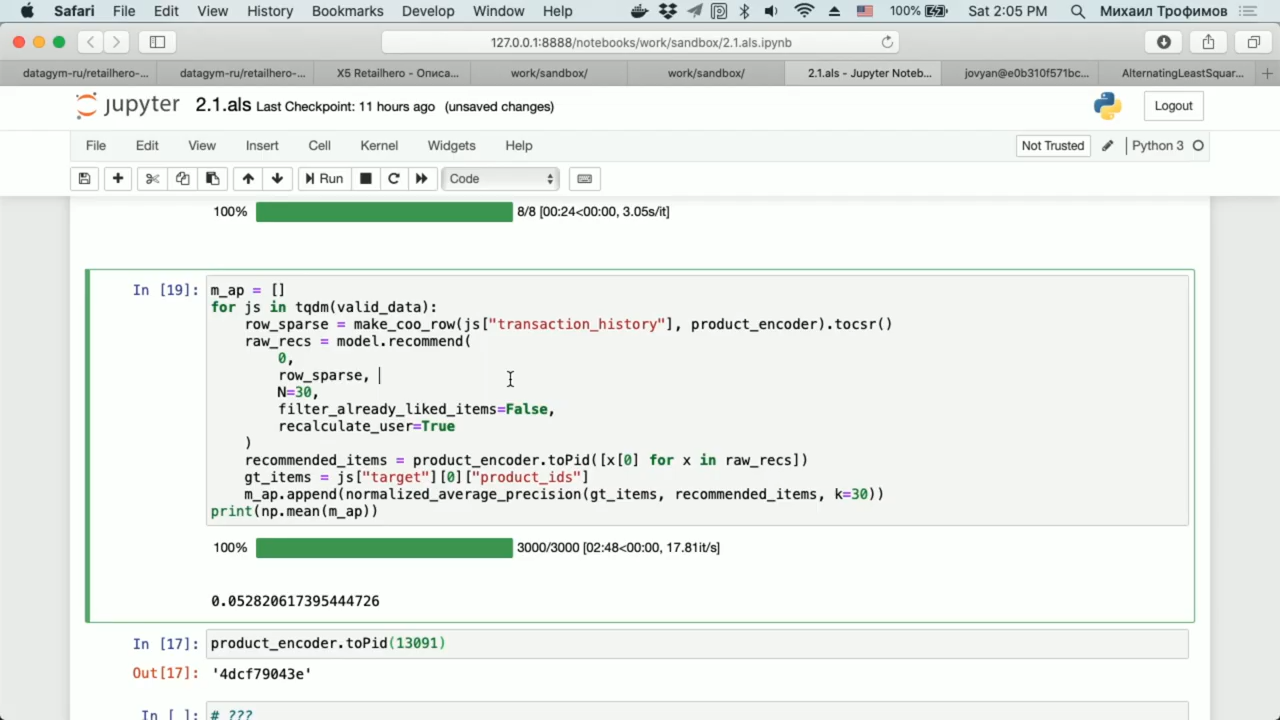 Safari File Edit View History Bookmarks Develop Window Help 100% Sat 2:05 PM Михаил Трофимов
127.0.0.1:8888/notebooks/work/sandbox/2.1.als.ipynb
datagym-ru/retailhero-... datagym-ru/retailhero-... X5 Retailhero - Описа... work/sandbox/ work/sandbox/ 2.1.als - Jupyter Noteb... jovyan@e0b310f571bc... AlternatingLeastSquar...
jupyter 2.1.als Last Checkpoint: 11 hours ago (unsaved changes) Logout
File Edit View Insert Cell Kernel Widgets Help Not Trusted Python 3
Run Code
100% 8/8 [00:24<00:00, 3.05s/it]
In [19]: m_ap = []
for js in tqdm(valid_data):
row_sparse = make_coo_row(js["transaction_history"], product_encoder).tocsr()
raw_recs = model.recommend(
0,
row_sparse,
N=30,
filter_already_liked_items=False,
recalculate_user=True
)
recommended_items = product_encoder.toPid([x[0] for x in raw_recs])
gt_items = js["target"][0]["product_ids"]
m_ap.append(normalized_average_precision(gt_items, recommended_items, k=30))
print(np.mean(m_ap))
100% 3000/3000 [02:48<00:00, 17.81it/s]
0.052820617395444726
In [17]: product_encoder.toPid(13091)
Out[17]: '4dcf79043e'
In [ ]: # ???